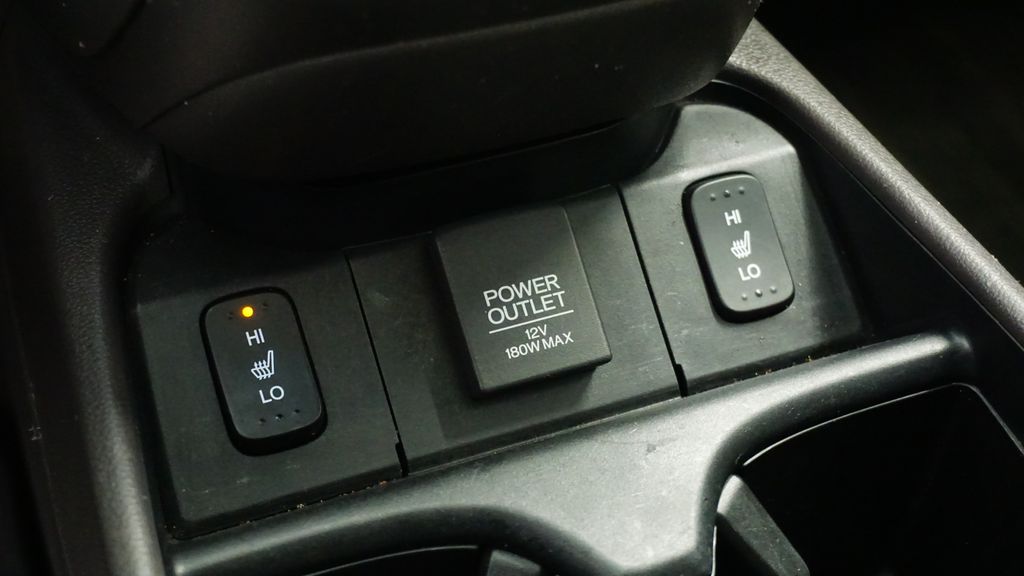 HI
LO
POWER
OUTLET
12V
180W MAX
HI
LO